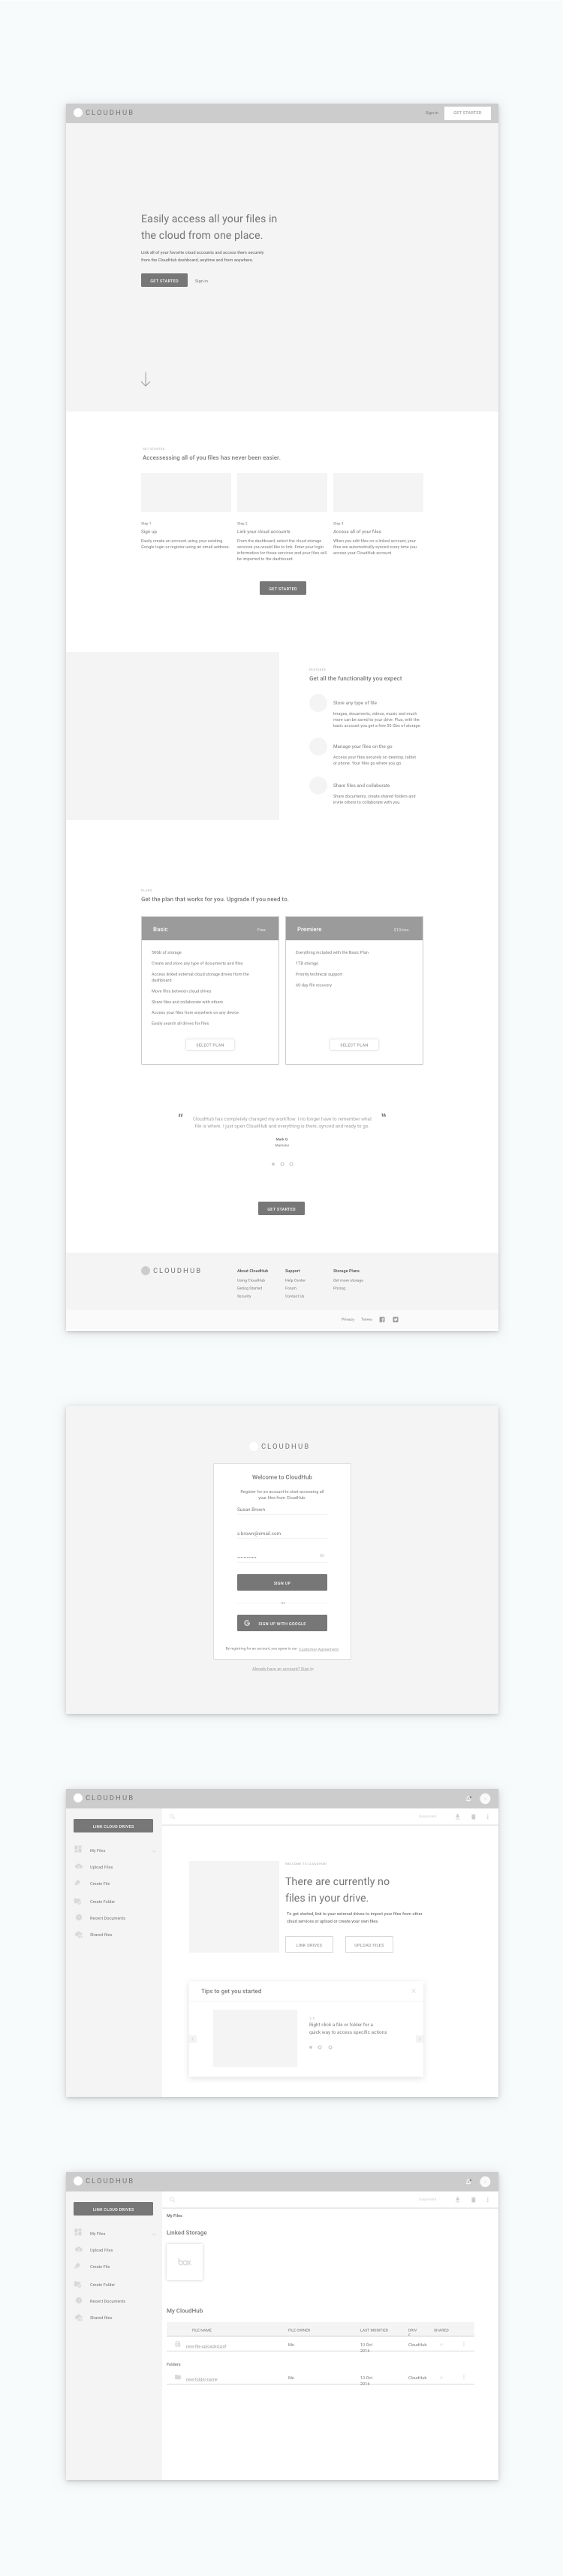 CLOUDHUB
Sign in
GET STARTED
Easily access all your files in
the cloud from one place.
Link all of your favorite cloud accounts and access them securely
from the CloudHub dashboard, anytime and from anywhere.
GET STARTED
Sign in
GET STARTED
Accessessing all of you files has never been easier.
Step 1
Sign up
Easily create an account using your existing
Google login or register using an email address.
Step 2
Link your cloud accounts
From the dashboard, select the cloud storage
services you would like to link. Enter your login
information for those services and your files will
be imported to the dashboard.
Step 3
Access all of your files
When you edit files on a linked account, your
files are automatically synced every time you
access your CloudHub account.
GET STARTED
FEATURES
Get all the functionality you expect
Store any type of file
Images, documents, videos, music and much
more can be saved to your drive. Plus, with the
basic account you get a free 50 Gbs of storage.
Manage your files on the go
Access your files securely on desktop, tablet
or phone. Your files go where you go.
Share files and collaborate
Share documents, create shared folders and
invite others to collaborate with you.
PLANS
Get the plan that works for you. Upgrade if you need to.
Basic
Free
50Gb of storage
Create and store any type of documents and files
Access linked external cloud storage drives from the
dashboard
Move files between cloud drives
Share files and collaborate with others
Access your files from anywhere on any device
Easily search all drives for files
SELECT PLAN
Premiere
Everything included with the Basic Plan
1TB storage
Priority technical support
60 day file recovery
SELECT PLAN
CloudHub has completely changed my workflow. I no longer have to remember what
file is where. I just open CloudHub and everything is there, synced and ready to go.
Mark G.
Marketer
GET STARTED
CLOUDHUB
About CloudHub
Using CloudHub
Getting Started
Security
Support
Help Center
Forum
Contact Us
Storage Plans
Get more storage
Pricing
Privacy
Terms
CLOUDHUB
Welcome to CloudHub
Register for an account to start accessing all
your files from CloudHub.
Susan Brown
s.brown@email.com
SIGN UP
or
SIGN UP WITH GOOGLE
By registering for an account, you agree to our Customer Agreement
Already have an account? Sign in
CLOUDHUB
LINK CLOUD DRIVES
My Files
Upload Files
Create File
Create Folder
Recent Documents
Shared files
WELCOME TO CLOUDHUB
There are currently no
files in your drive.
To get started, link to your external drives to import your files from other
cloud services or upload or create your own files.
LINK DRIVES
UPLOAD FILES
Tips to get you started
Right click a file or folder for a
quick way to access specific actions
CLOUDHUB
LINK CLOUD DRIVES
My Files
Upload Files
Create File
Create Folder
Recent Documents
Shared files
My Files
Linked Storage
box
My CloudHub
FILE NAME
FILE OWNER
LAST MODIFIED
DRIV
E
SHARED
new-file-uploaded.pdf
Me
10 Oct
2016
CloudHub
Folders
new-folder-name
Me
10 Oct
2016
CloudHub